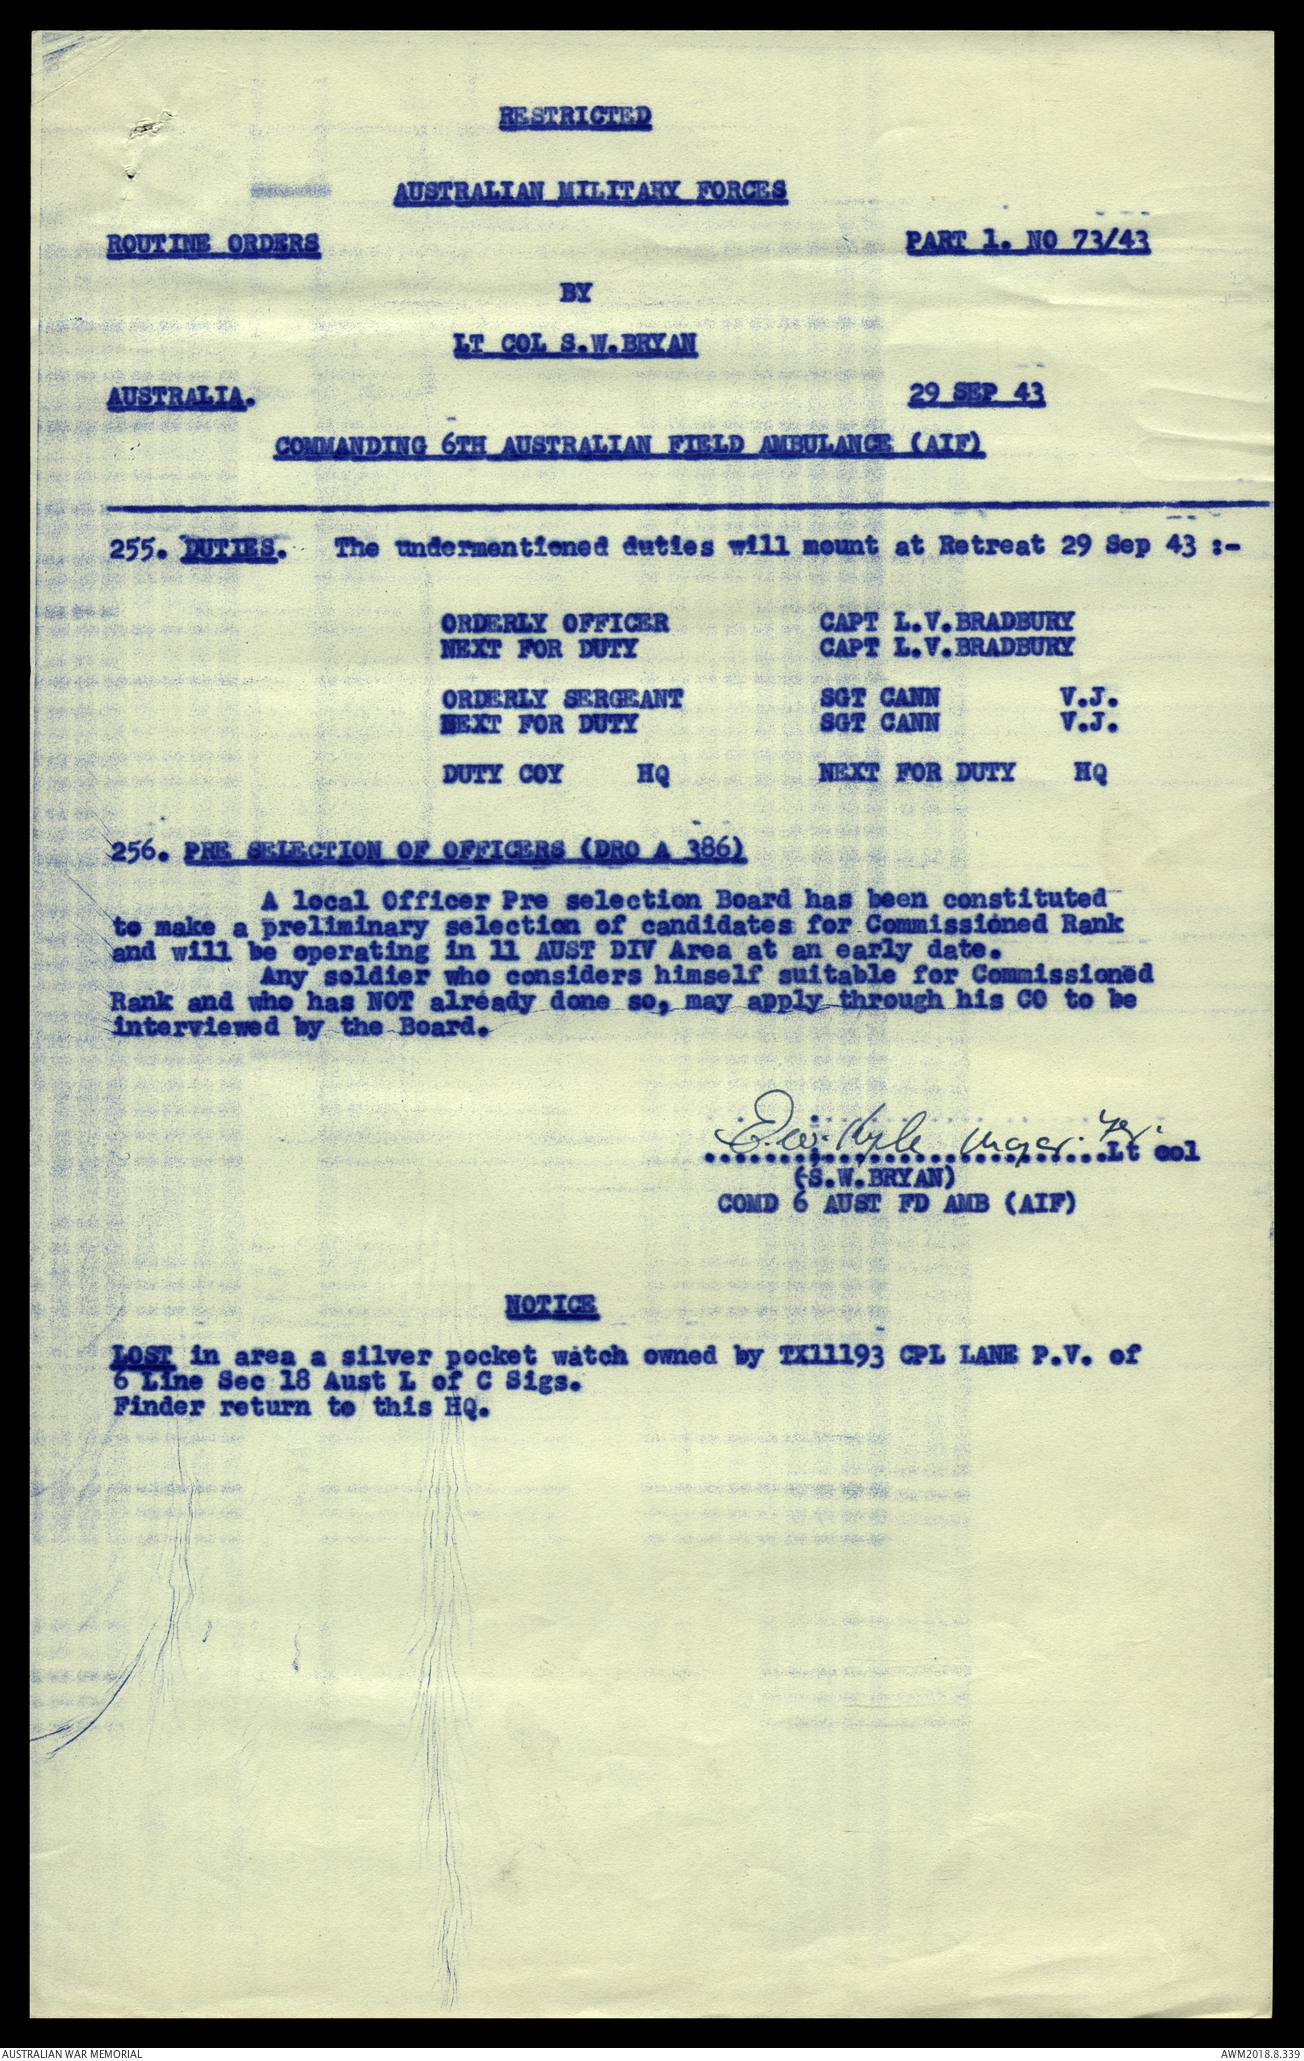 RESTRICTED
AUSTRALIAN MILITARY FORCES
ROUTINE ORDERS PART 1. NO 73/43
BY
LT COL S.W.BRYAN
AUSTRALIA. 29 SEP 43
COMMANDING 6TH AUSTRALIAN FIELD AMBULANCE (AIF)
255. DUTIES. The undermentioned duties will mount at Retreat 29 Sep 43 :-
ORDERLY OFFICER CAPT L.V.BRADBURY
NEXT FOR DUTY CAPT L.V.BRADBURY
ORDERLY SERGEANT SGT CANN V.J.
NEXT FOR DUTY SGT CANN V.J.
DUTY COY HQ NEXT FOR DUTY HQ
256. PRE SELECTION OF OFFICERS (DRO A 386)
A local Officer Pre selection Board has been constituted
to make a preliminary selection of candidates for Commissioned Rank
and will be operating in 11 AUST DIV Area at an early date.
Any soldier who considers himself suitable for Commissioned
Rank and who has NOT already done so, may apply through his CO to be
interviewed by the Board.
Major. for.
..............................Lt col
(S.W.BRYAN)
COMD 6 AUST FD AMB (AIF)
NOTICE
LOST in area a silver pocket watch owned by TX11193 CPL LANE P.V. of
6 Line Sec 18 Aust L of C Sigs.
Finder return to this HQ.
AUSTRALIAN WAR MEMORIAL AWM2018.8.339